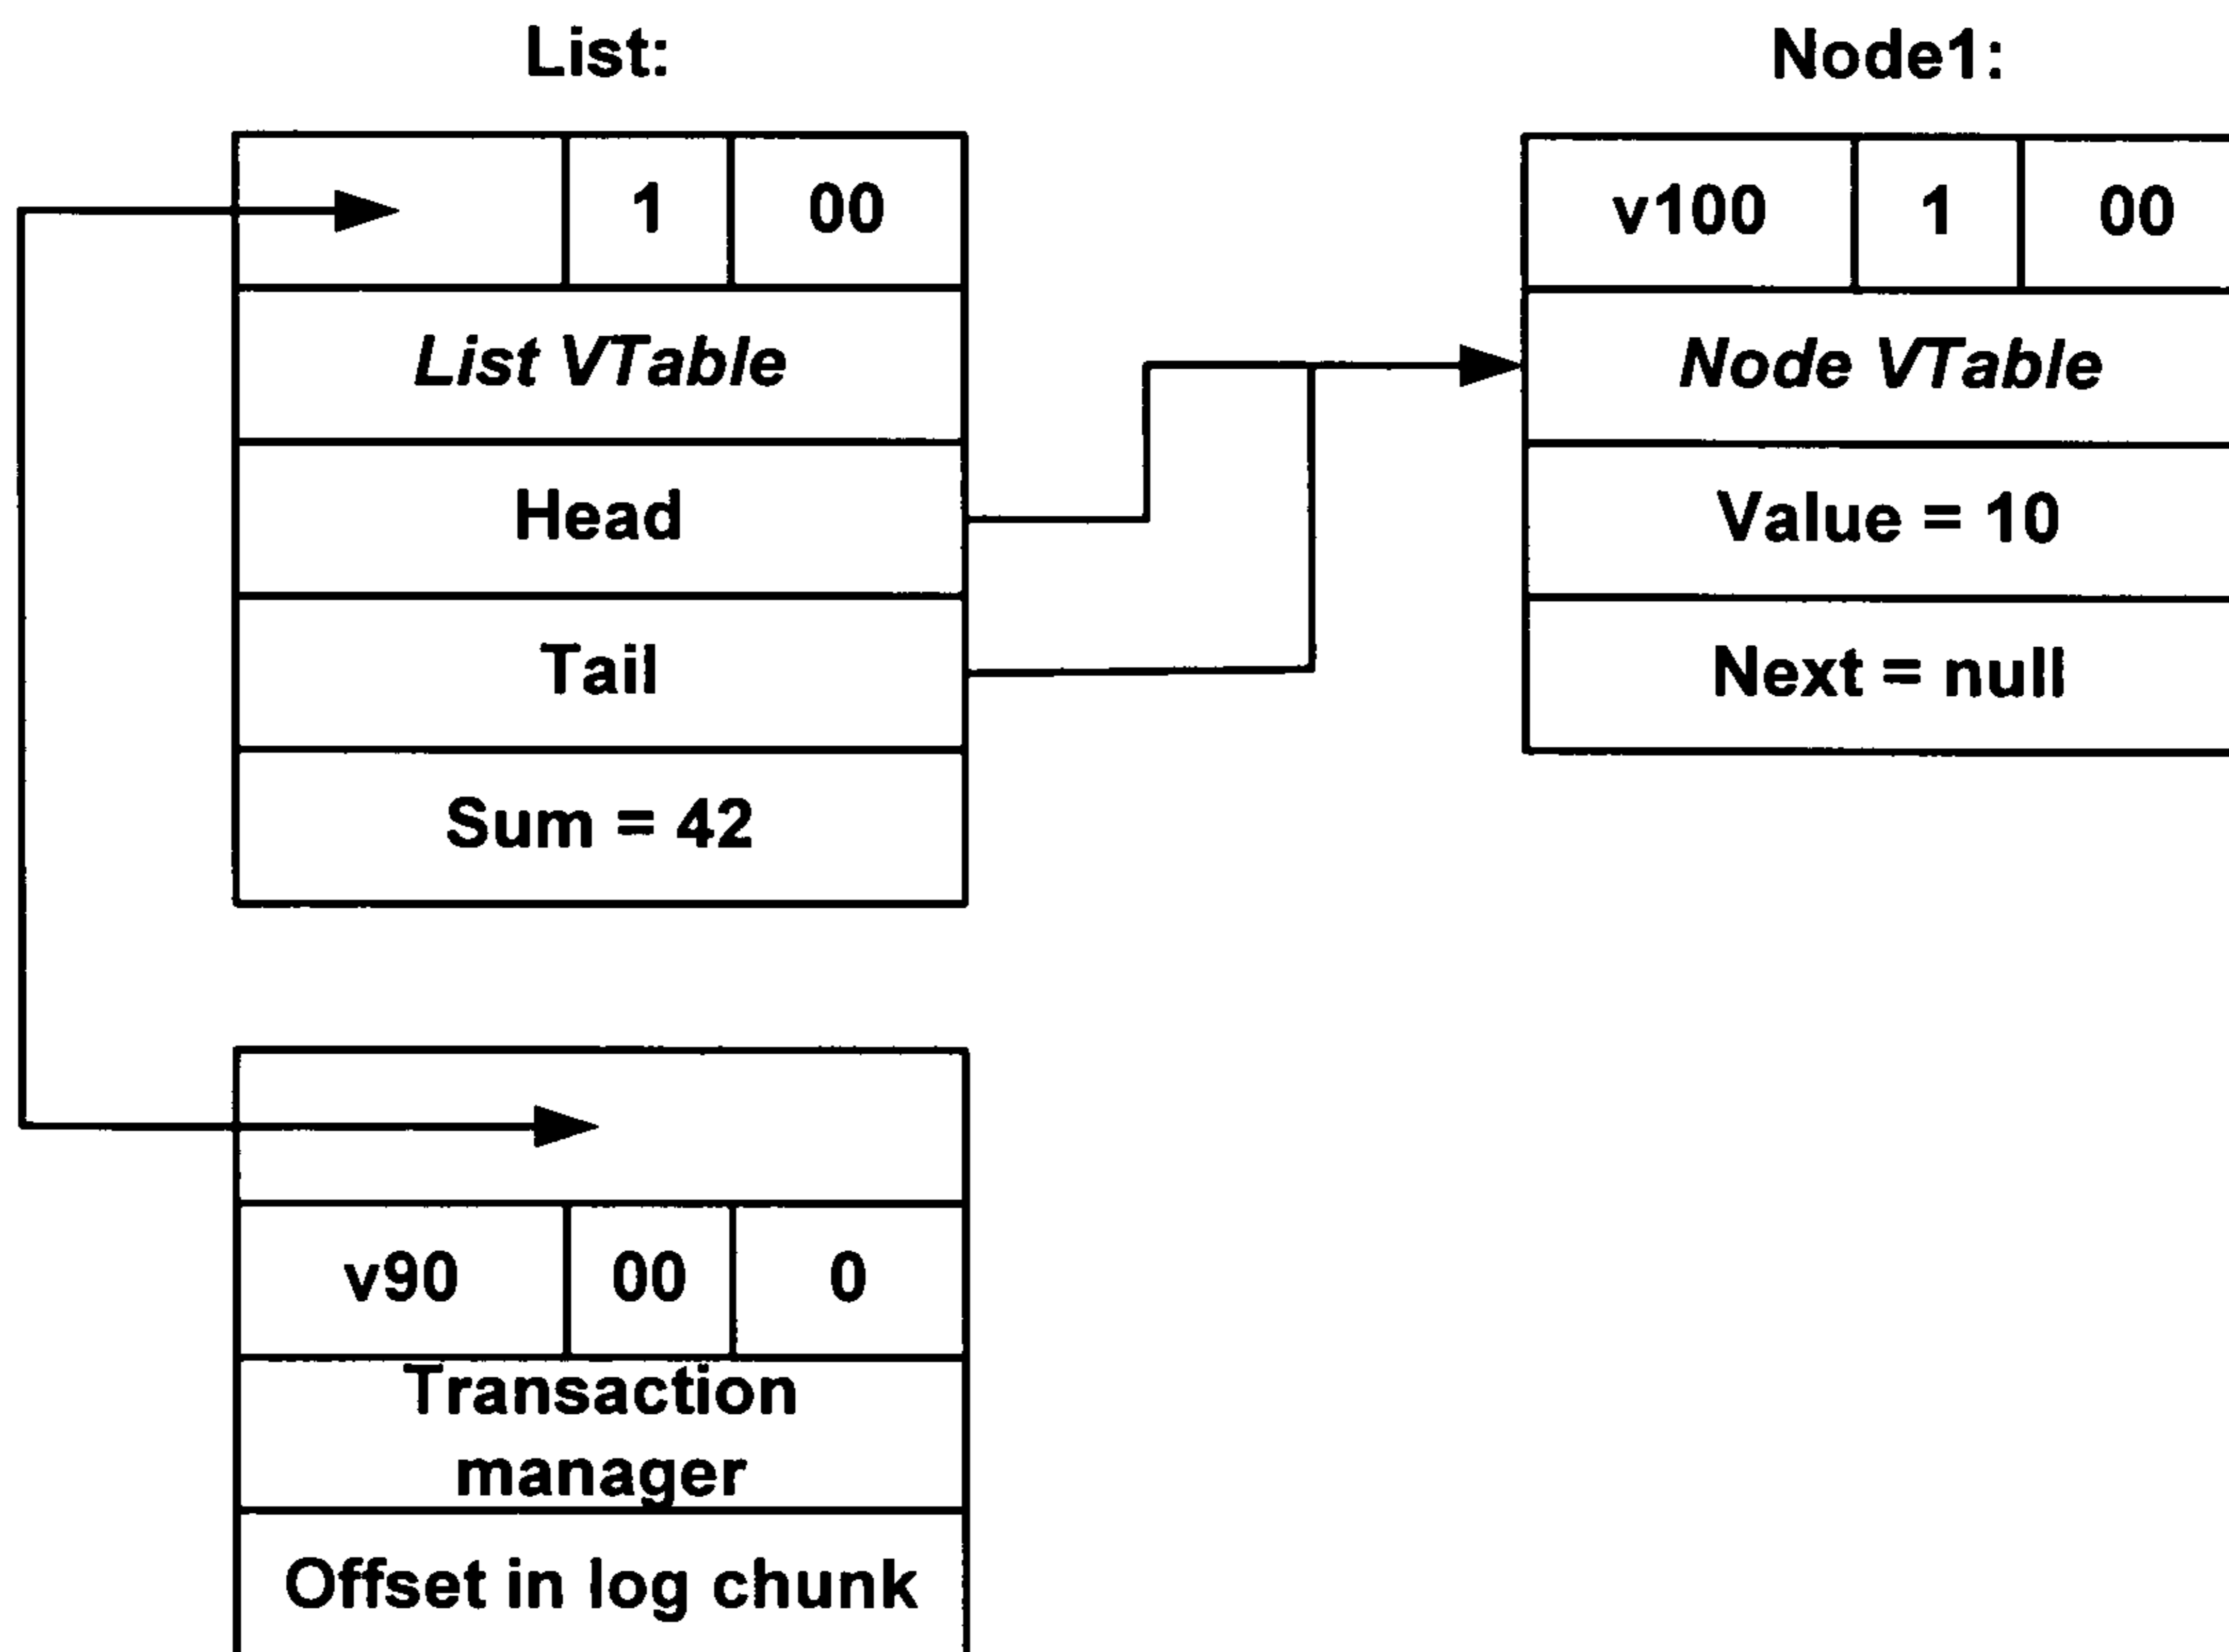 List:
1
00
List VTable
Head
Tail
Sum = 42
Node1:
v100
1
00
Node VTable
Value = 10
Next = null
v90
00
0
Transaction
manager
Offset in log chunk